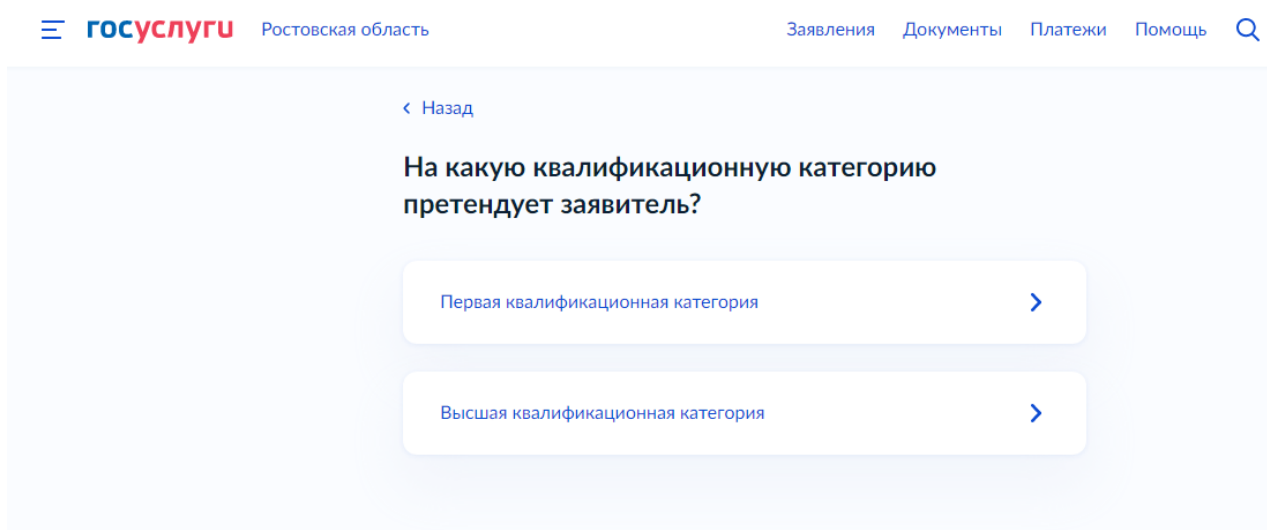 госуслуги Ростовская область Заявления Документы Платежи Помощь
Назад
На какую квалификационную категорию
претендует заявитель?
Первая квалификационная категория
Высшая квалификационная категория